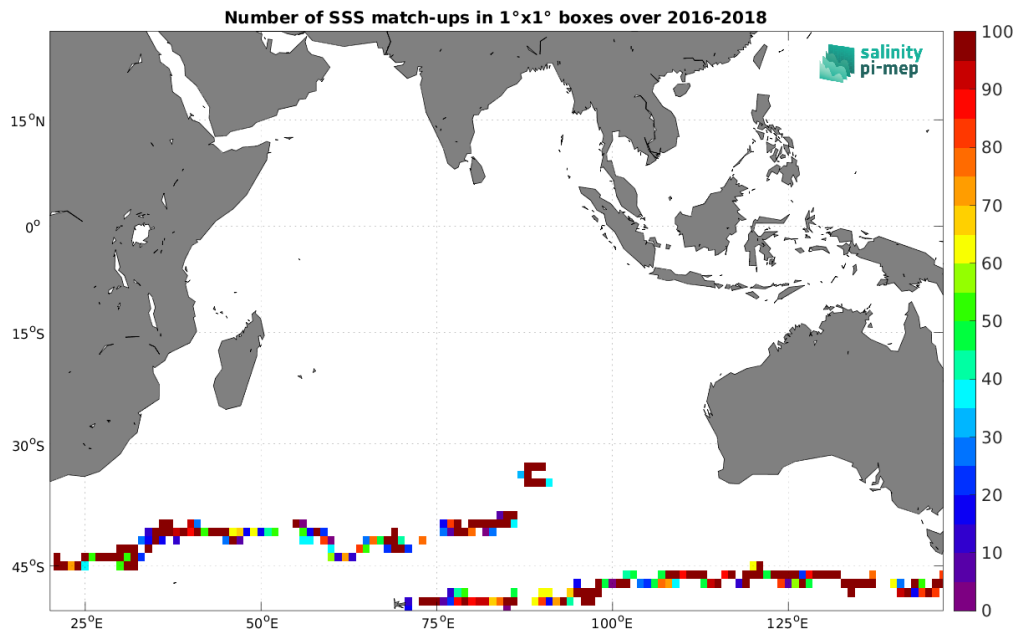 Number of SSS match-ups in 1°x1° boxes over 2016-2018
salinity
pi-mep
100
90
80
70
60
50
40
30
20
10
0
15°N
0°
15°S
30°S
45°S
25°E
50°E
75°E
100°E
125°E